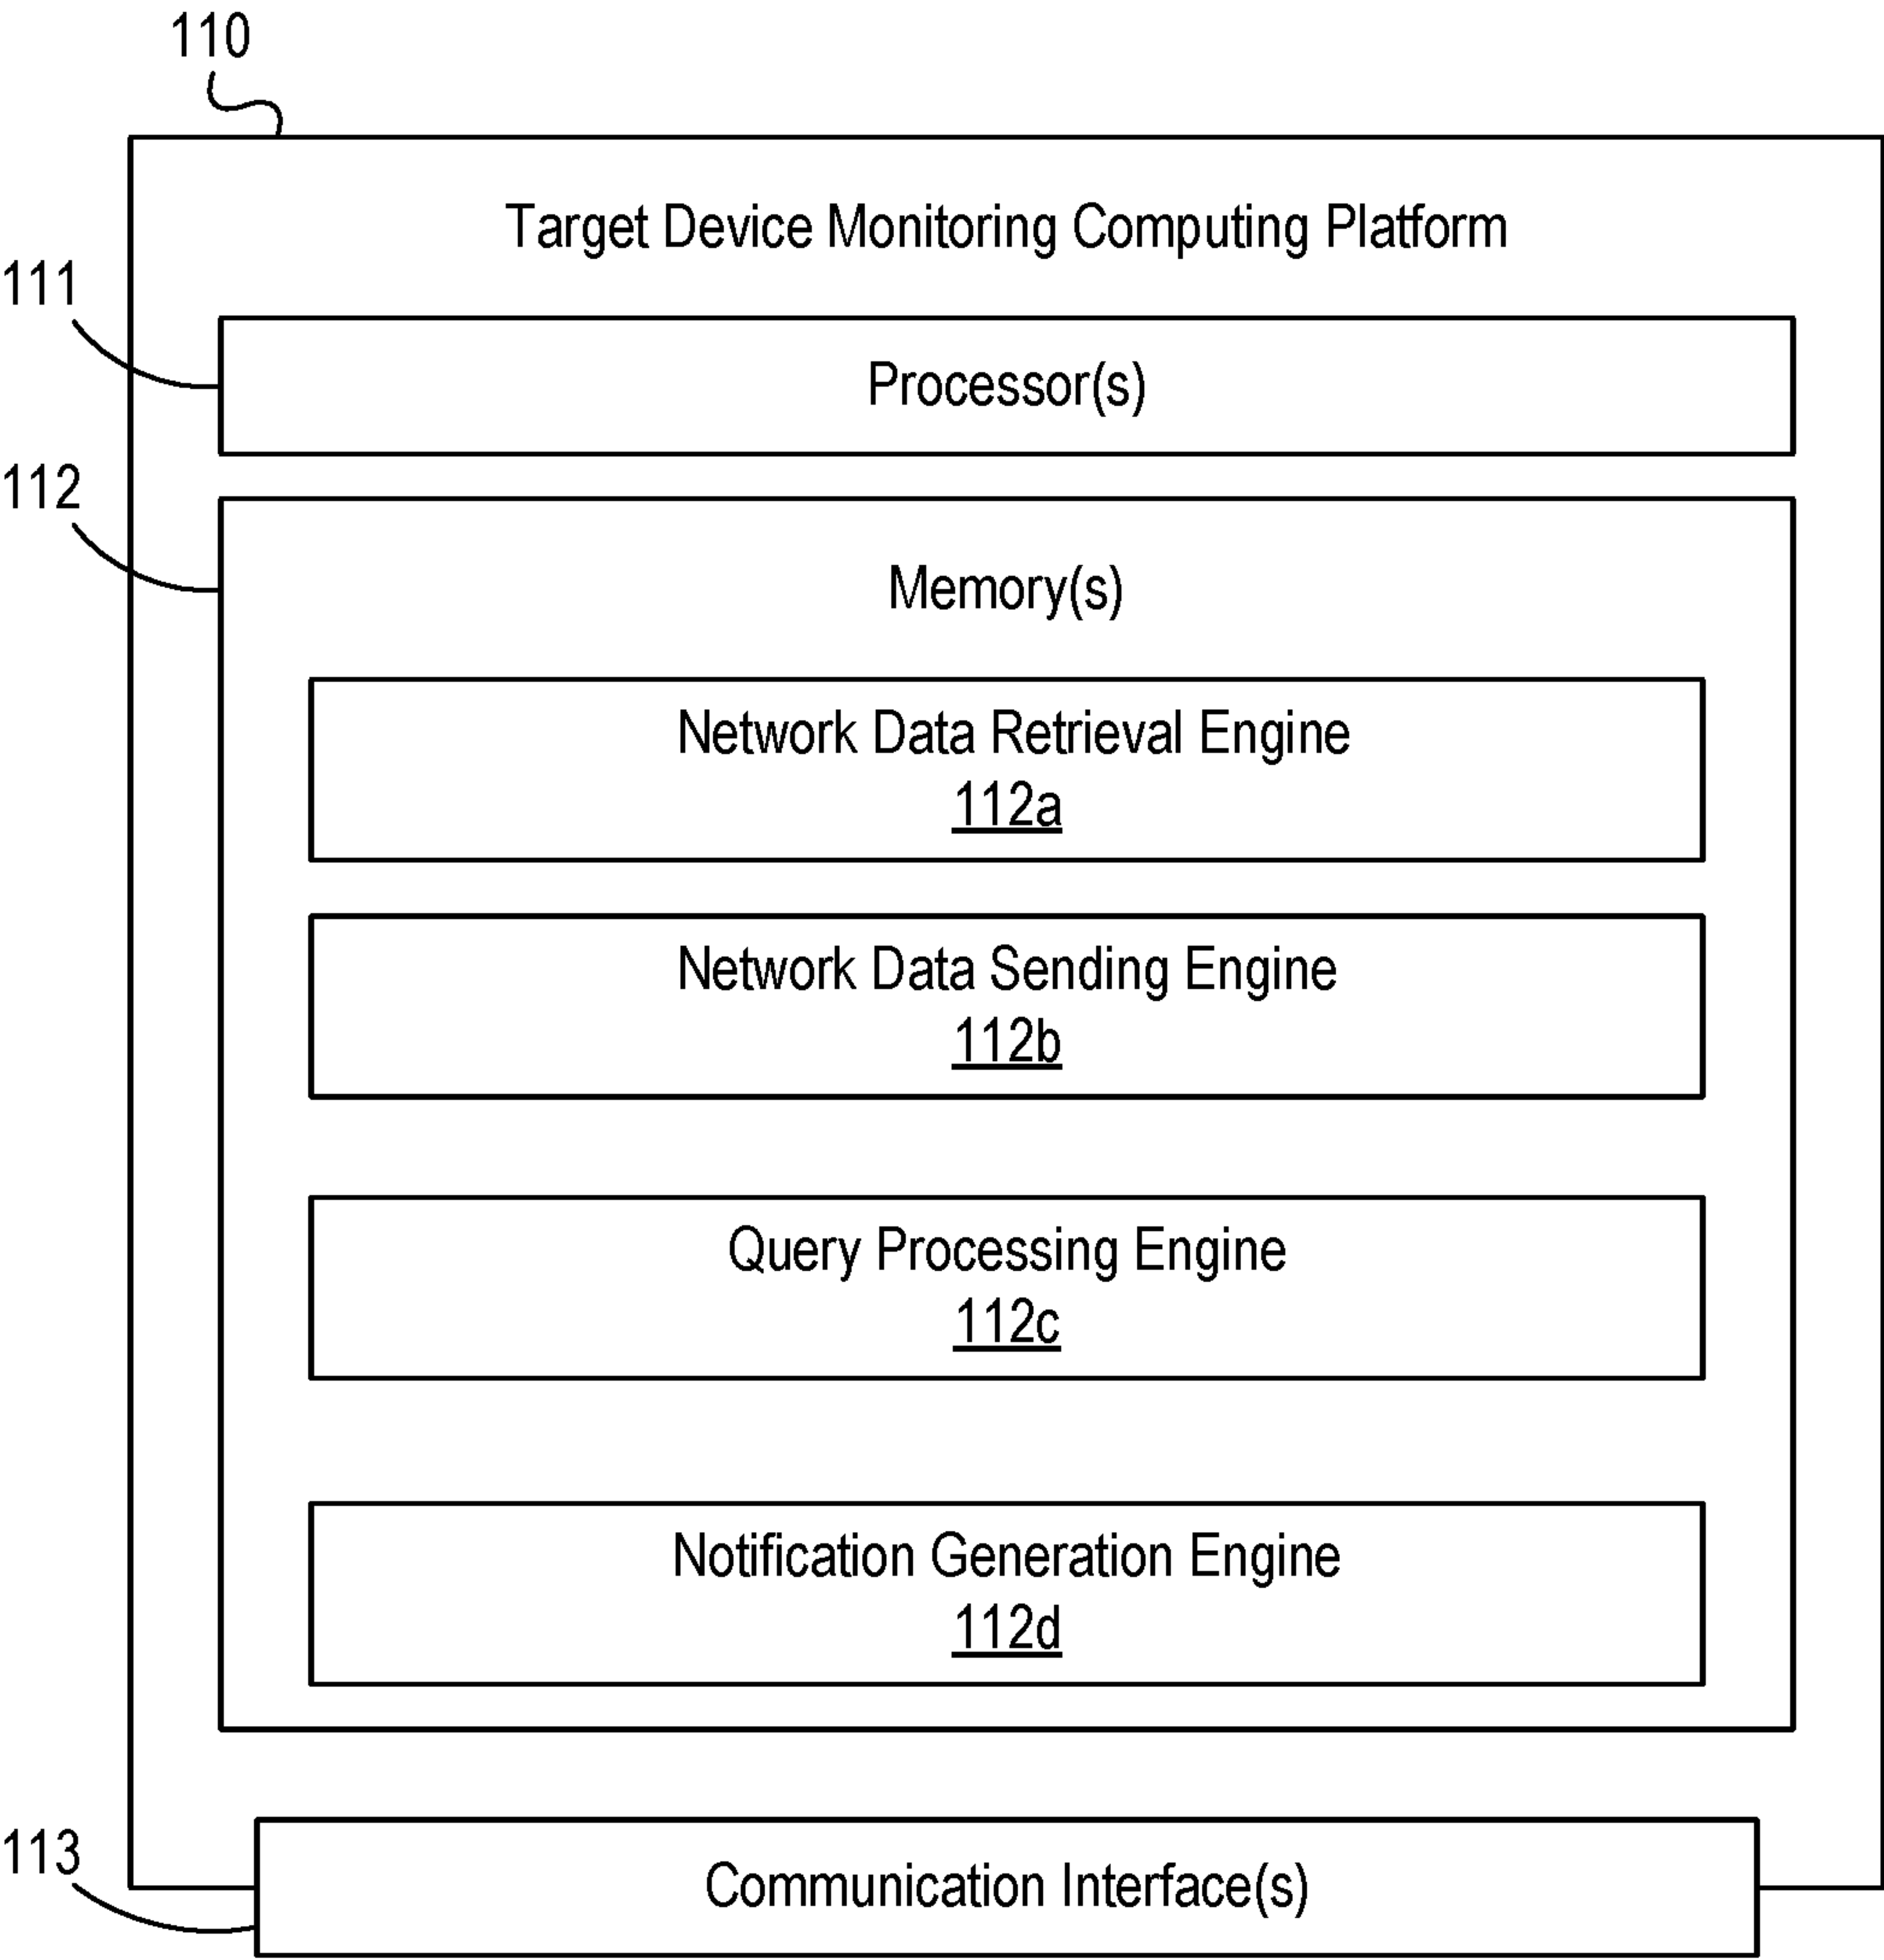 110
Target Device Monitoring Computing Platform
111
Processor(s)
112
Memory(s)
Network Data Retrieval Engine
112a
Network Data Sending Engine
112b
Query Processing Engine
112c
Notification Generation Engine
112d
113
Communication Interface(s)